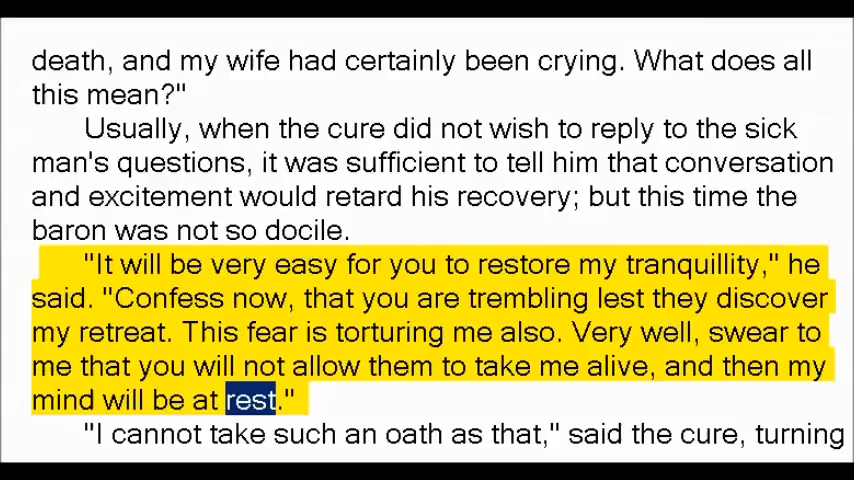 death, and my wife had certainly been crying. What does all
this mean?"
Usually, when the cure did not wish to reply to the sick
man's questions, it was sufficient to tell him that conversation
and excitement would retard his recovery; but this time the
baron was not so docile.
"It will be very easy for you to restore my tranquillity," he
said. "Confess now, that you are trembling lest they discover
my retreat. This fear is torturing me also. Very well, swear to
me that you will not allow them to take me alive, and then my
mind will be at rest."
"I cannot take such an oath as that," said the cure, turning